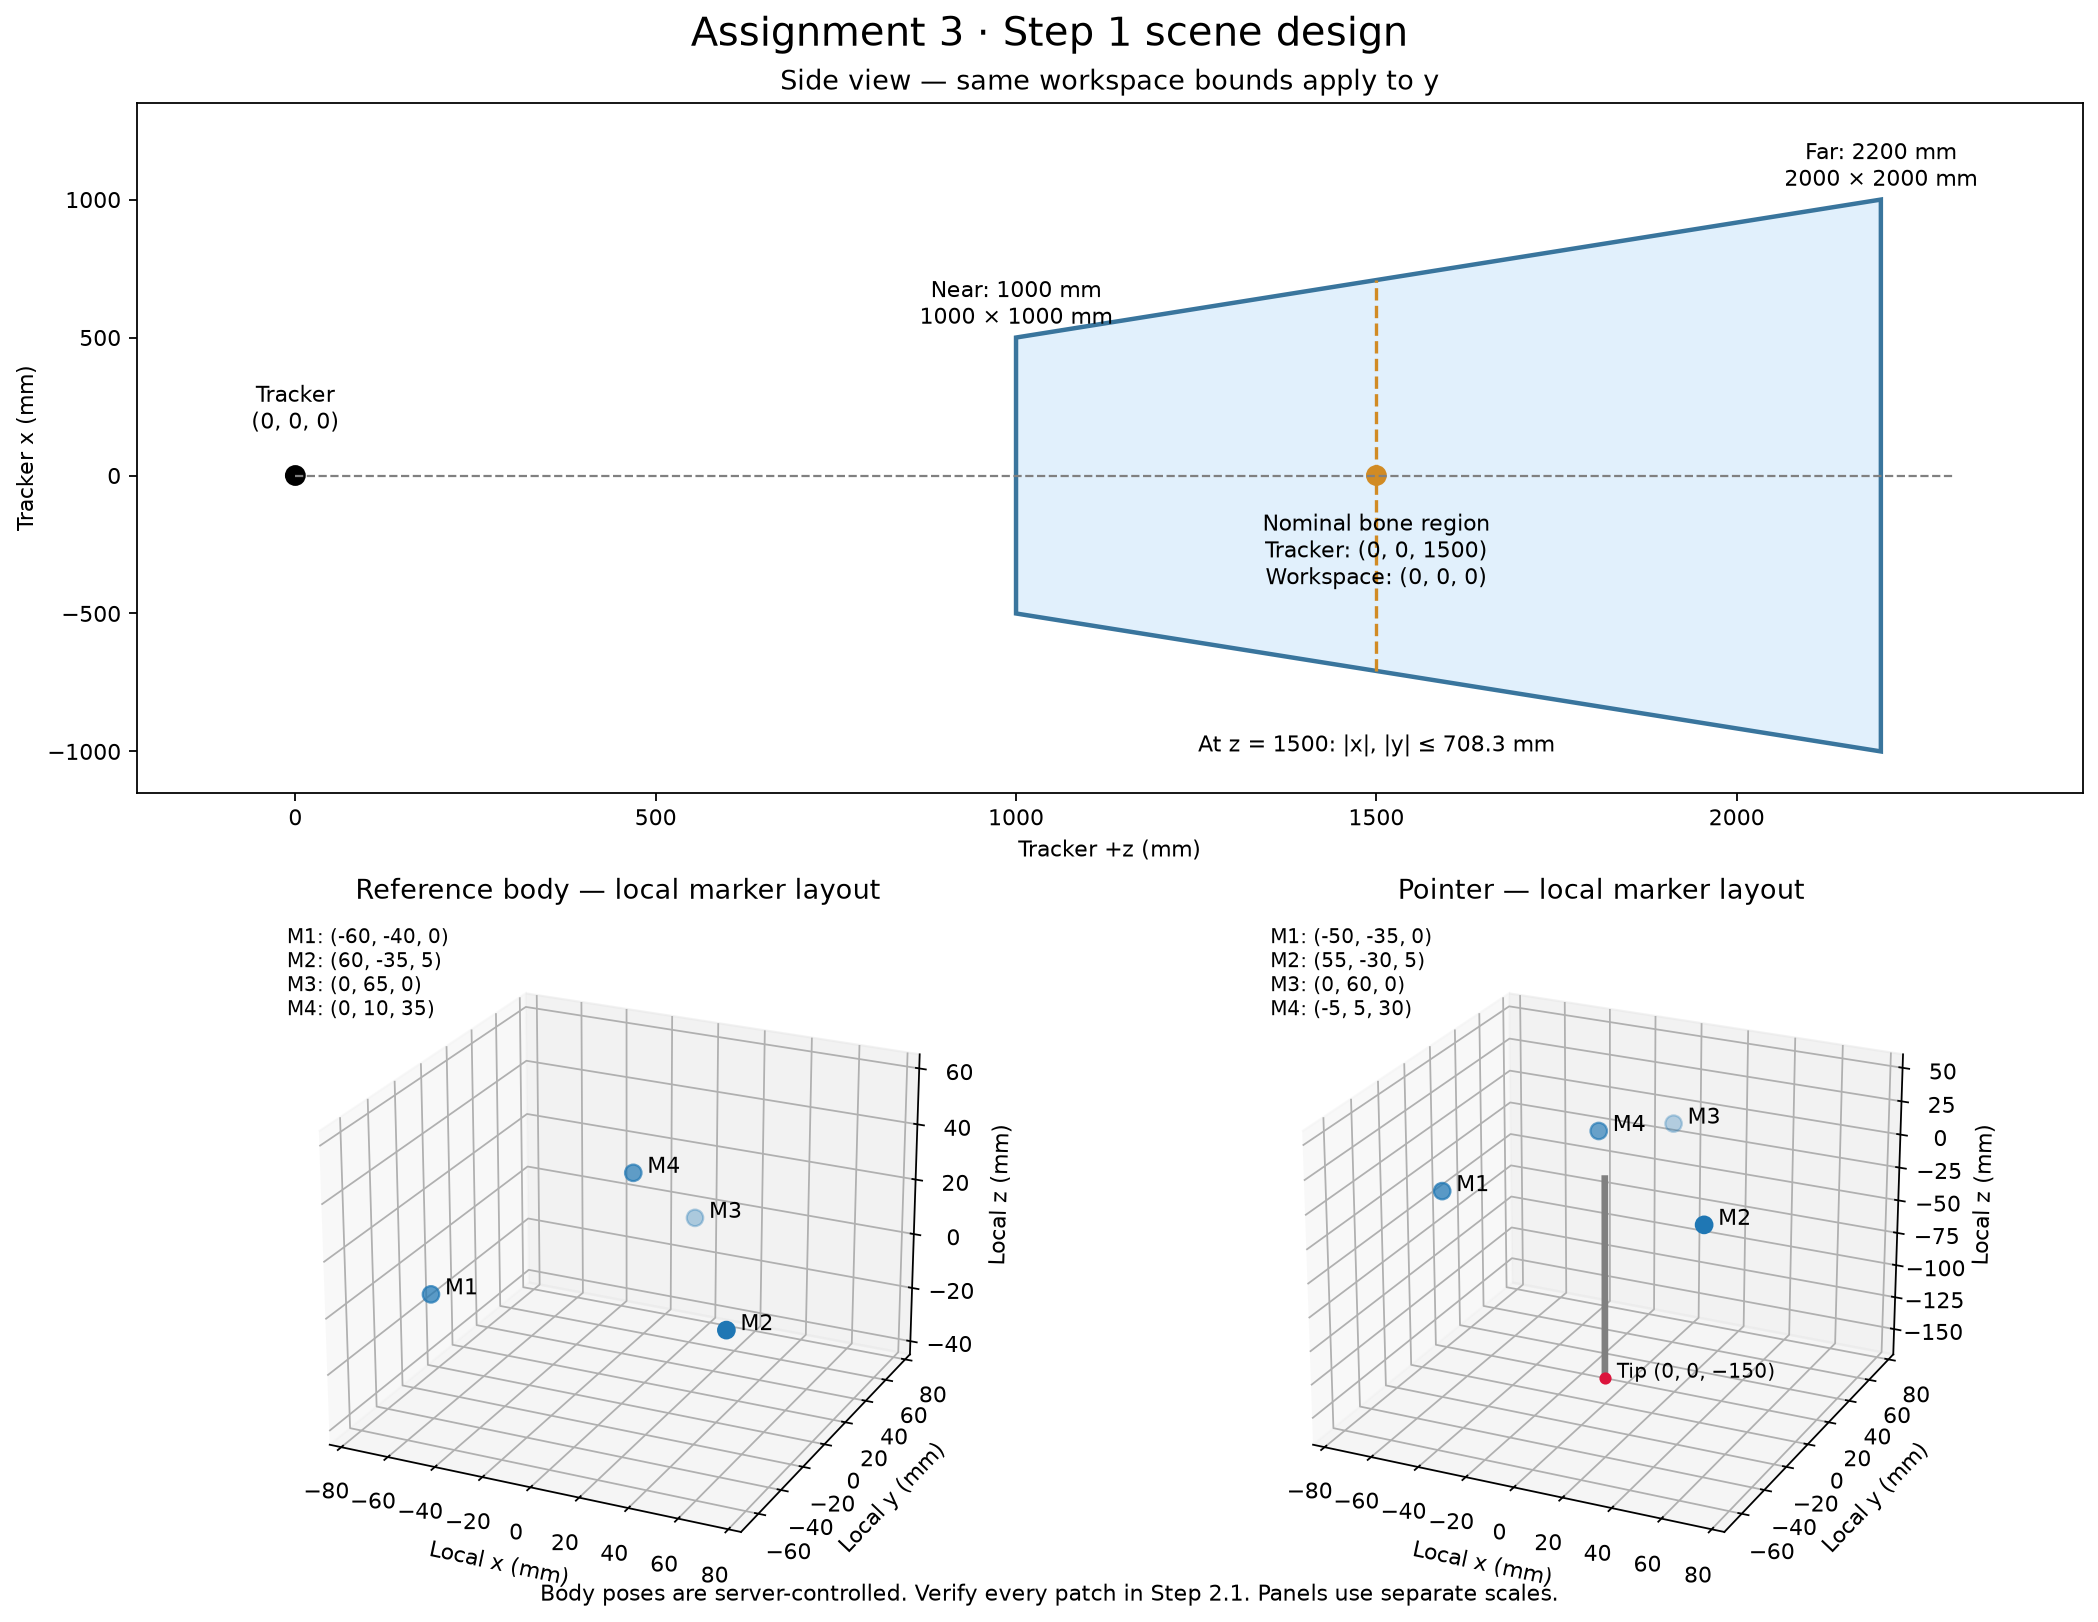 Assignment 3 · Step 1 scene design
Side view — same workspace bounds apply to y
Far: 2200 mm
2000 × 2000 mm
Near: 1000 mm
1000 × 1000 mm
Tracker
(0, 0, 0)
Nominal bone region
Tracker: (0, 0, 1500)
Workspace: (0, 0, 0)
At z = 1500: |x|, |y| ≤ 708.3 mm
1000
500
0
−500
−1000
Tracker x (mm)
0
500
1000
1500
2000
Tracker +z (mm)
Reference body — local marker layout
M1: (-60, -40, 0)
M2: (60, -35, 5)
M3: (0, 65, 0)
M4: (0, 10, 35)
M4
M3
M1
M2
60
40
20
0
−20
−40
Local z (mm)
80
60
40
20
0
−20
−40
−60
Local y (mm)
−80
−60
−40
−20
0
20
40
60
80
Local x (mm)
Pointer — local marker layout
M1: (-50, -35, 0)
M2: (55, -30, 5)
M3: (0, 60, 0)
M4: (-5, 5, 30)
M4
M3
M1
M2
Tip (0, 0, −150)
50
25
0
−25
−50
−75
−100
−125
−150
Local z (mm)
80
60
40
20
0
−20
−40
−60
Local y (mm)
−80
−60
−40
−20
0
20
40
60
80
Local x (mm)
Body poses are server-controlled. Verify every patch in Step 2.1. Panels use separate scales.